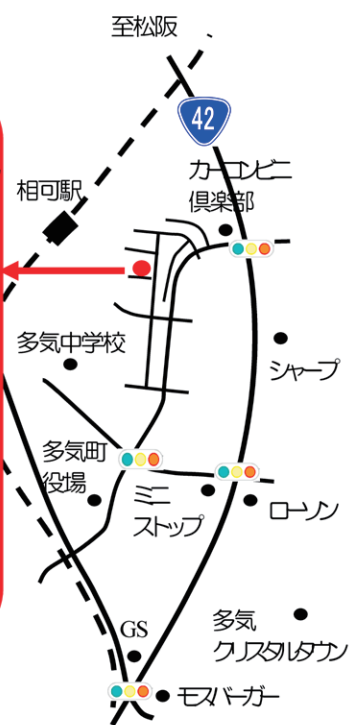 至松阪
42
カーコンビニ
倶楽部
相可駅
多気中学校
シャープ
多気町
役場
ミニ
ストップ
ローソン
GS
多気
クリスタルタウン
モスバーガー